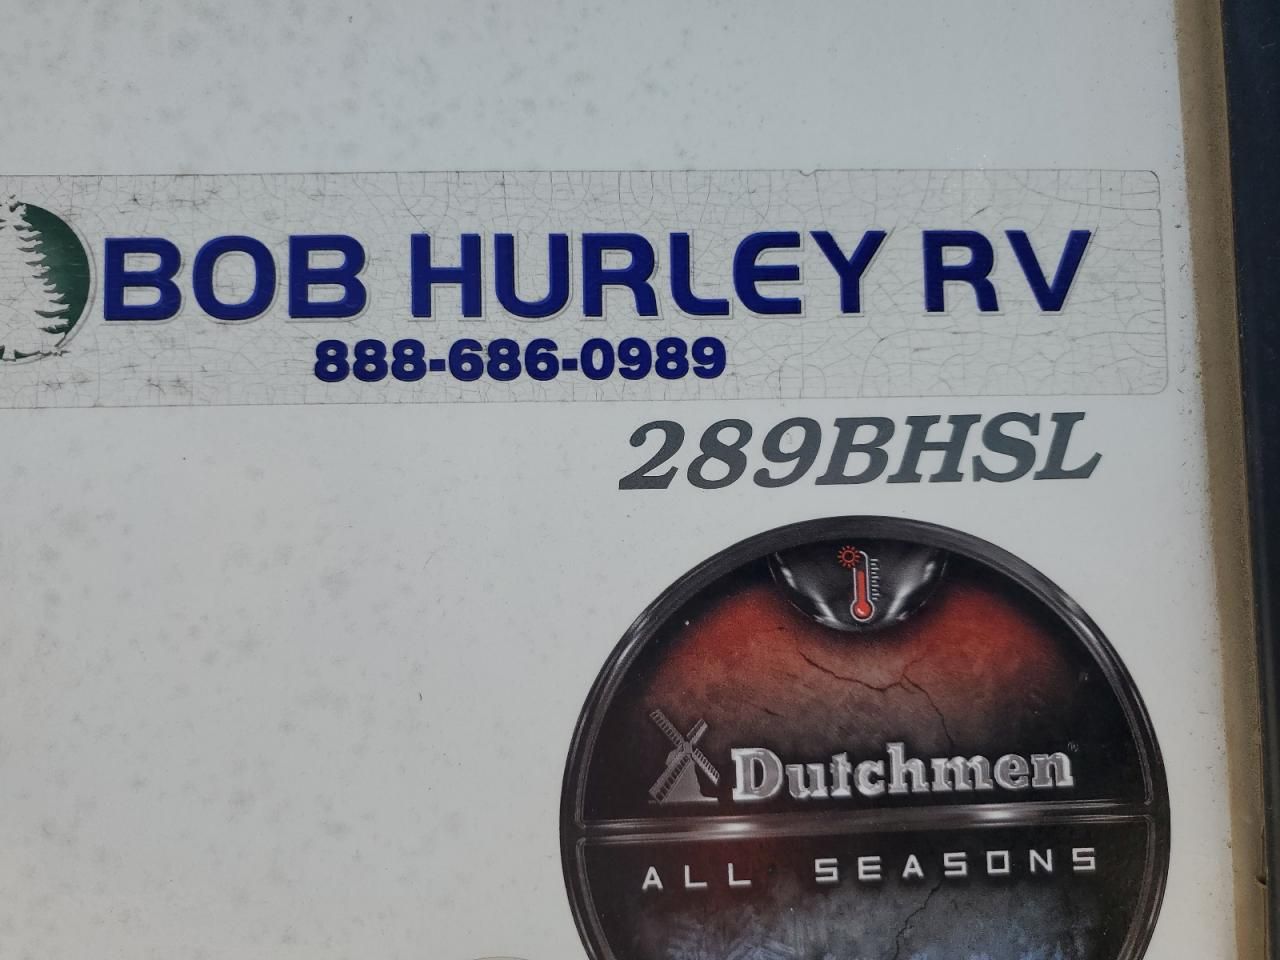 BOB HURLEY RV
888-686-0989
289BHSL
Dutchmen®
ALL SEASONS